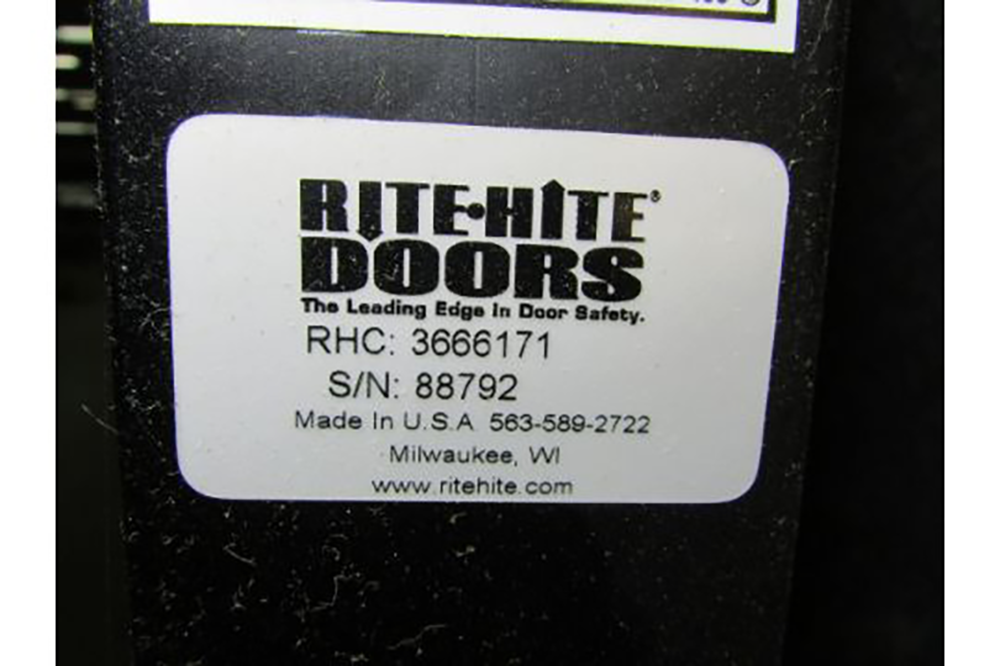 RITE-HITE®
DOORS
The Leading Edge in Door Safety.
RHC: 3666171
S/N: 88792
Made In U.S.A 563-589-2722
Milwaukee, WI
www.ritehite.com